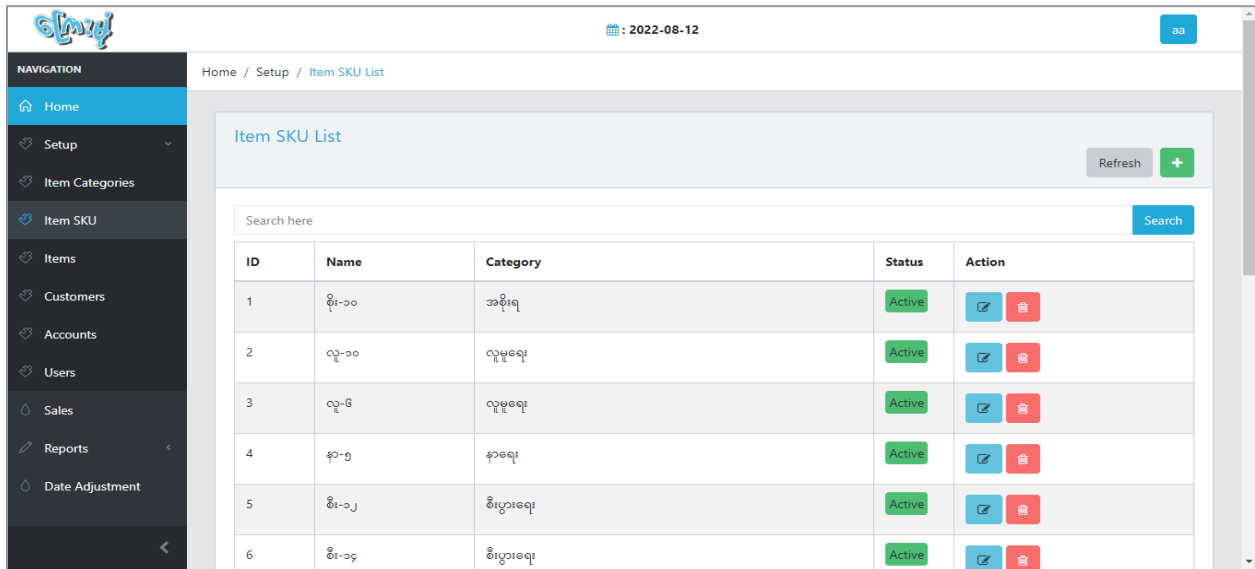 ကြေးမုံ
: 2022-08-12
aa
NAVIGATION
Home / Setup / Item SKU List
Home
Setup
Item Categories
Item SKU
Items
Customers
Accounts
Users
Sales
Reports
Date Adjustment
Item SKU List
Refresh
+
Search here
Search
ID Name Category Status Action
1 စိုး-၁၀ အစိုးရ Active
2 လူ-၁၀ လူမှုရေး Active
3 လူ-၆ လူမှုရေး Active
4 နာ-၅ နာရေး Active
5 စီး-၁၂ စီးပွားရေး Active
6 စီး-၁၄ စီးပွားရေး Active